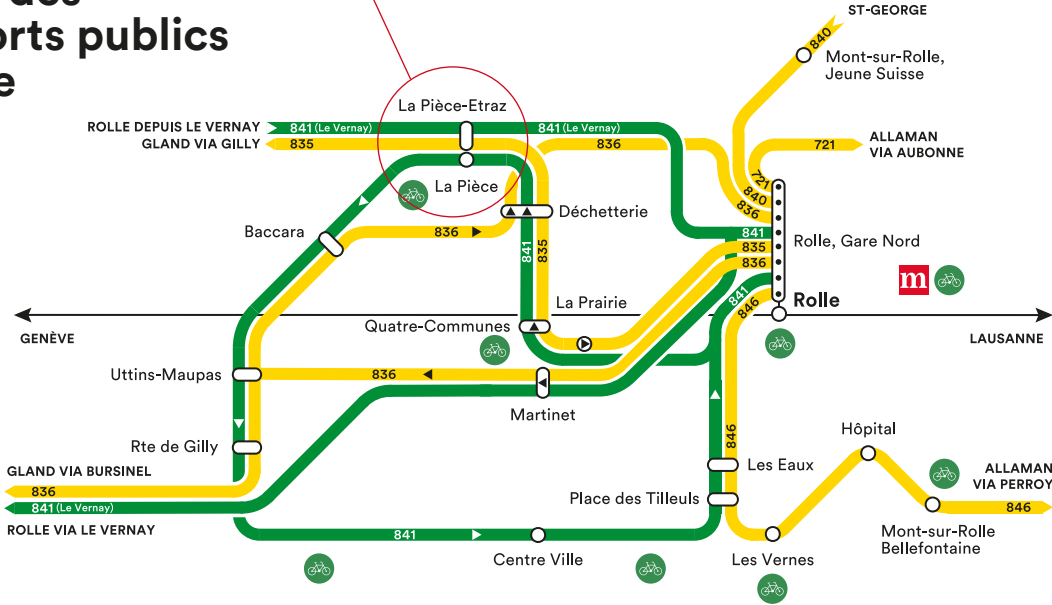 des
orts publics
e
ST-GEORGE
840
Mont-sur-Rolle,
Jeune Suisse
La Pièce-Etraz
ROLLE DEPUIS LE VERNAY
841 (Le Vernay)
841 (Le Vernay)
GLAND VIA GILLY
835
836
721
ALLAMAN
VIA AUBONNE
La Pièce
721
840
836
Déchetterie
Baccara
836
841
835
841
835
836
Rolle, Gare Nord
m
841
846
Rolle
La Prairie
Quatre-Communes
GENÈVE
LAUSANNE
Uttins-Maupas
836
Martinet
Rte de Gilly
846
Hôpital
Les Eaux
GLAND VIA BURSINEL
836
841 (Le Vernay)
ROLLE VIA LE VERNAY
Place des Tilleuls
ALLAMAN
VIA PERROY
846
841
Centre Ville
Les Vernes
Mont-sur-Rolle
Bellefontaine